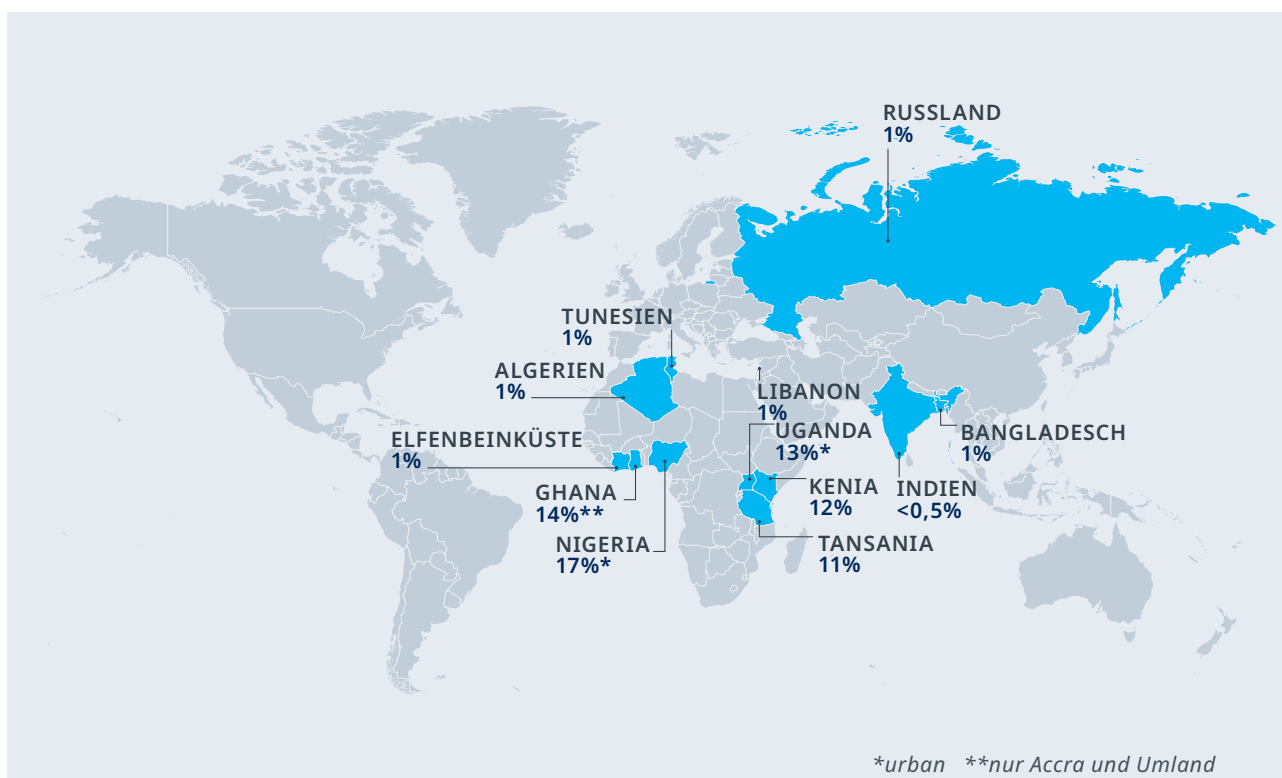 RUSSLAND
1%
TUNESIEN
1%
ALGERIEN
1%
LIBANON
1%
ELFENBEINKÜSTE
1%
UGANDA
13%*
BANGLADESCH
1%
GHANA
14%**
KENIA
12%
INDIEN
<0,5%
NIGERIA
17%*
TANSANIA
11%
*urban **nur Accra und Umland